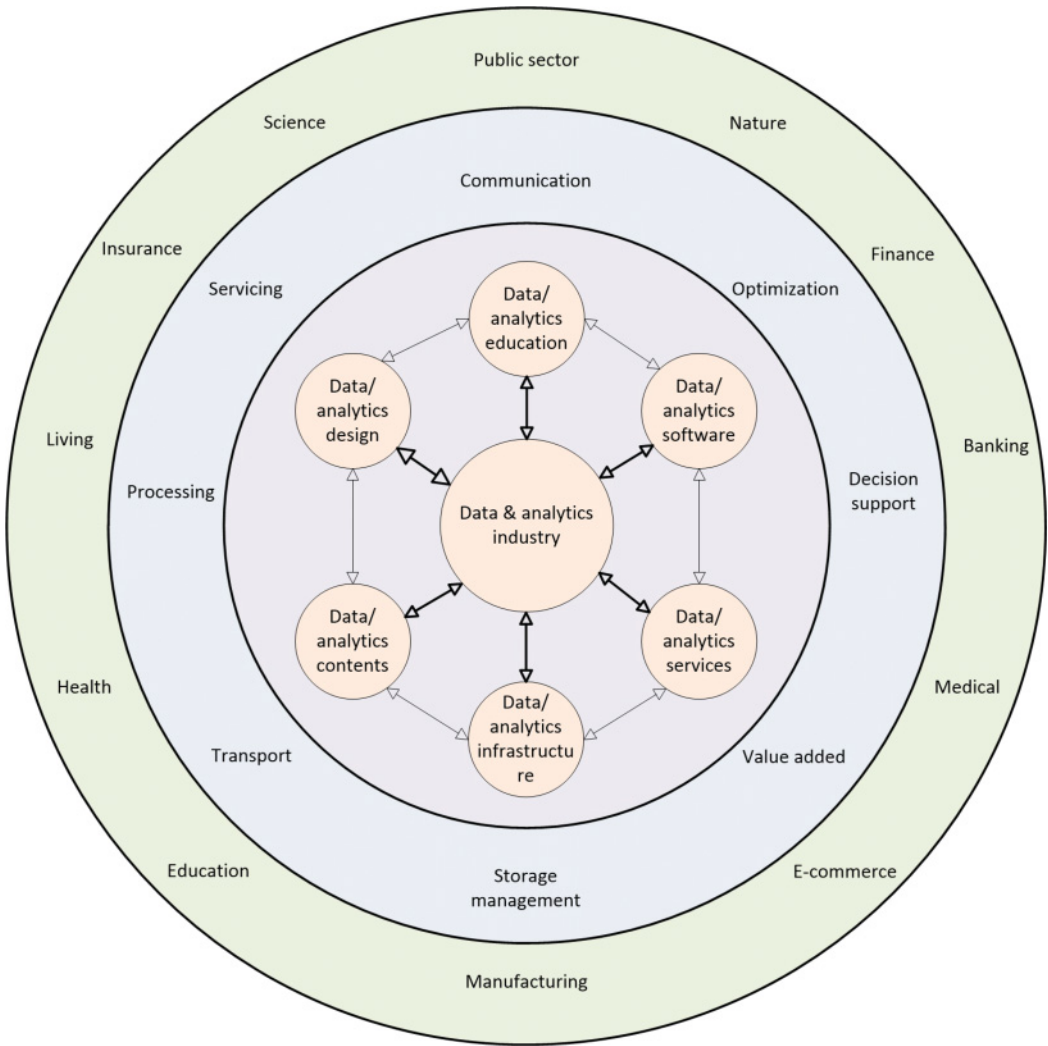 Public sector
Science
Nature
Communication
Insurance
Finance
Servicing
Optimization
Data/
analytics
education
Data/
analytics
design
Data/
analytics
software
Living
Banking
Processing
Decision
support
Data & analytics
industry
Data/
analytics
contents
Data/
analytics
services
Health
Medical
Data/
analytics
infrastructu
re
Transport
Value added
Education
E-commerce
Storage
management
Manufacturing